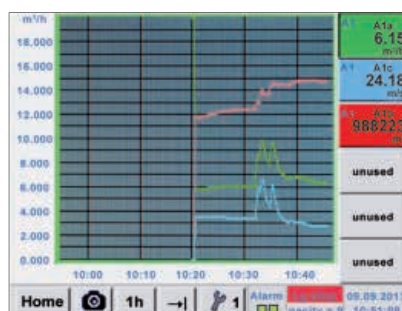 m³/h
18.000
16.000
14.000
12.000
10.000
8.000
6.000
4.000
2.000
0.000
10:00 10:10 10:20 10:30 10:40
A1 A1a
6.15
A1 A1c
24.18
A1
988223
unused
unused
unused
Home 1h →| 1
Alarm 09.09.2013